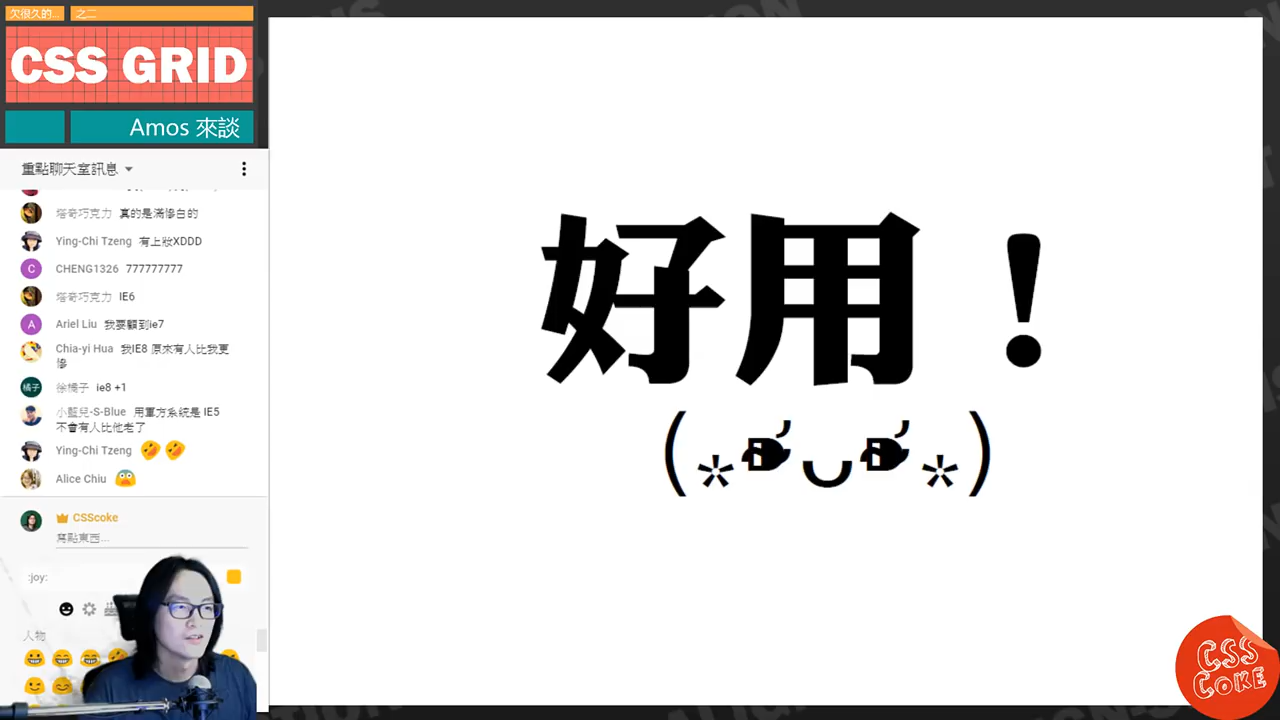 欠很久的... 之二
CSS GRID
Amos 來談
重點聊天室訊息
塔奇巧克力 真的是滿慘白的
Ying-Chi Tzeng 有上妝XDDD
C CHENG1326 777777777
塔奇巧克力 IE6
A Ariel Liu 我要顧到ie7
Chia-yi Hua 我IE8 原來有人比我更
慘
橘子 徐橘子 ie8 +1
小藍兒-S-Blue 用軍方系統是 IE5
不會有人比他老了
Ying-Chi Tzeng 🤣 🤣
Alice Chiu 😨
CSScoke
寫點東西...
:joy:
人物
好用！
CSS
COKE